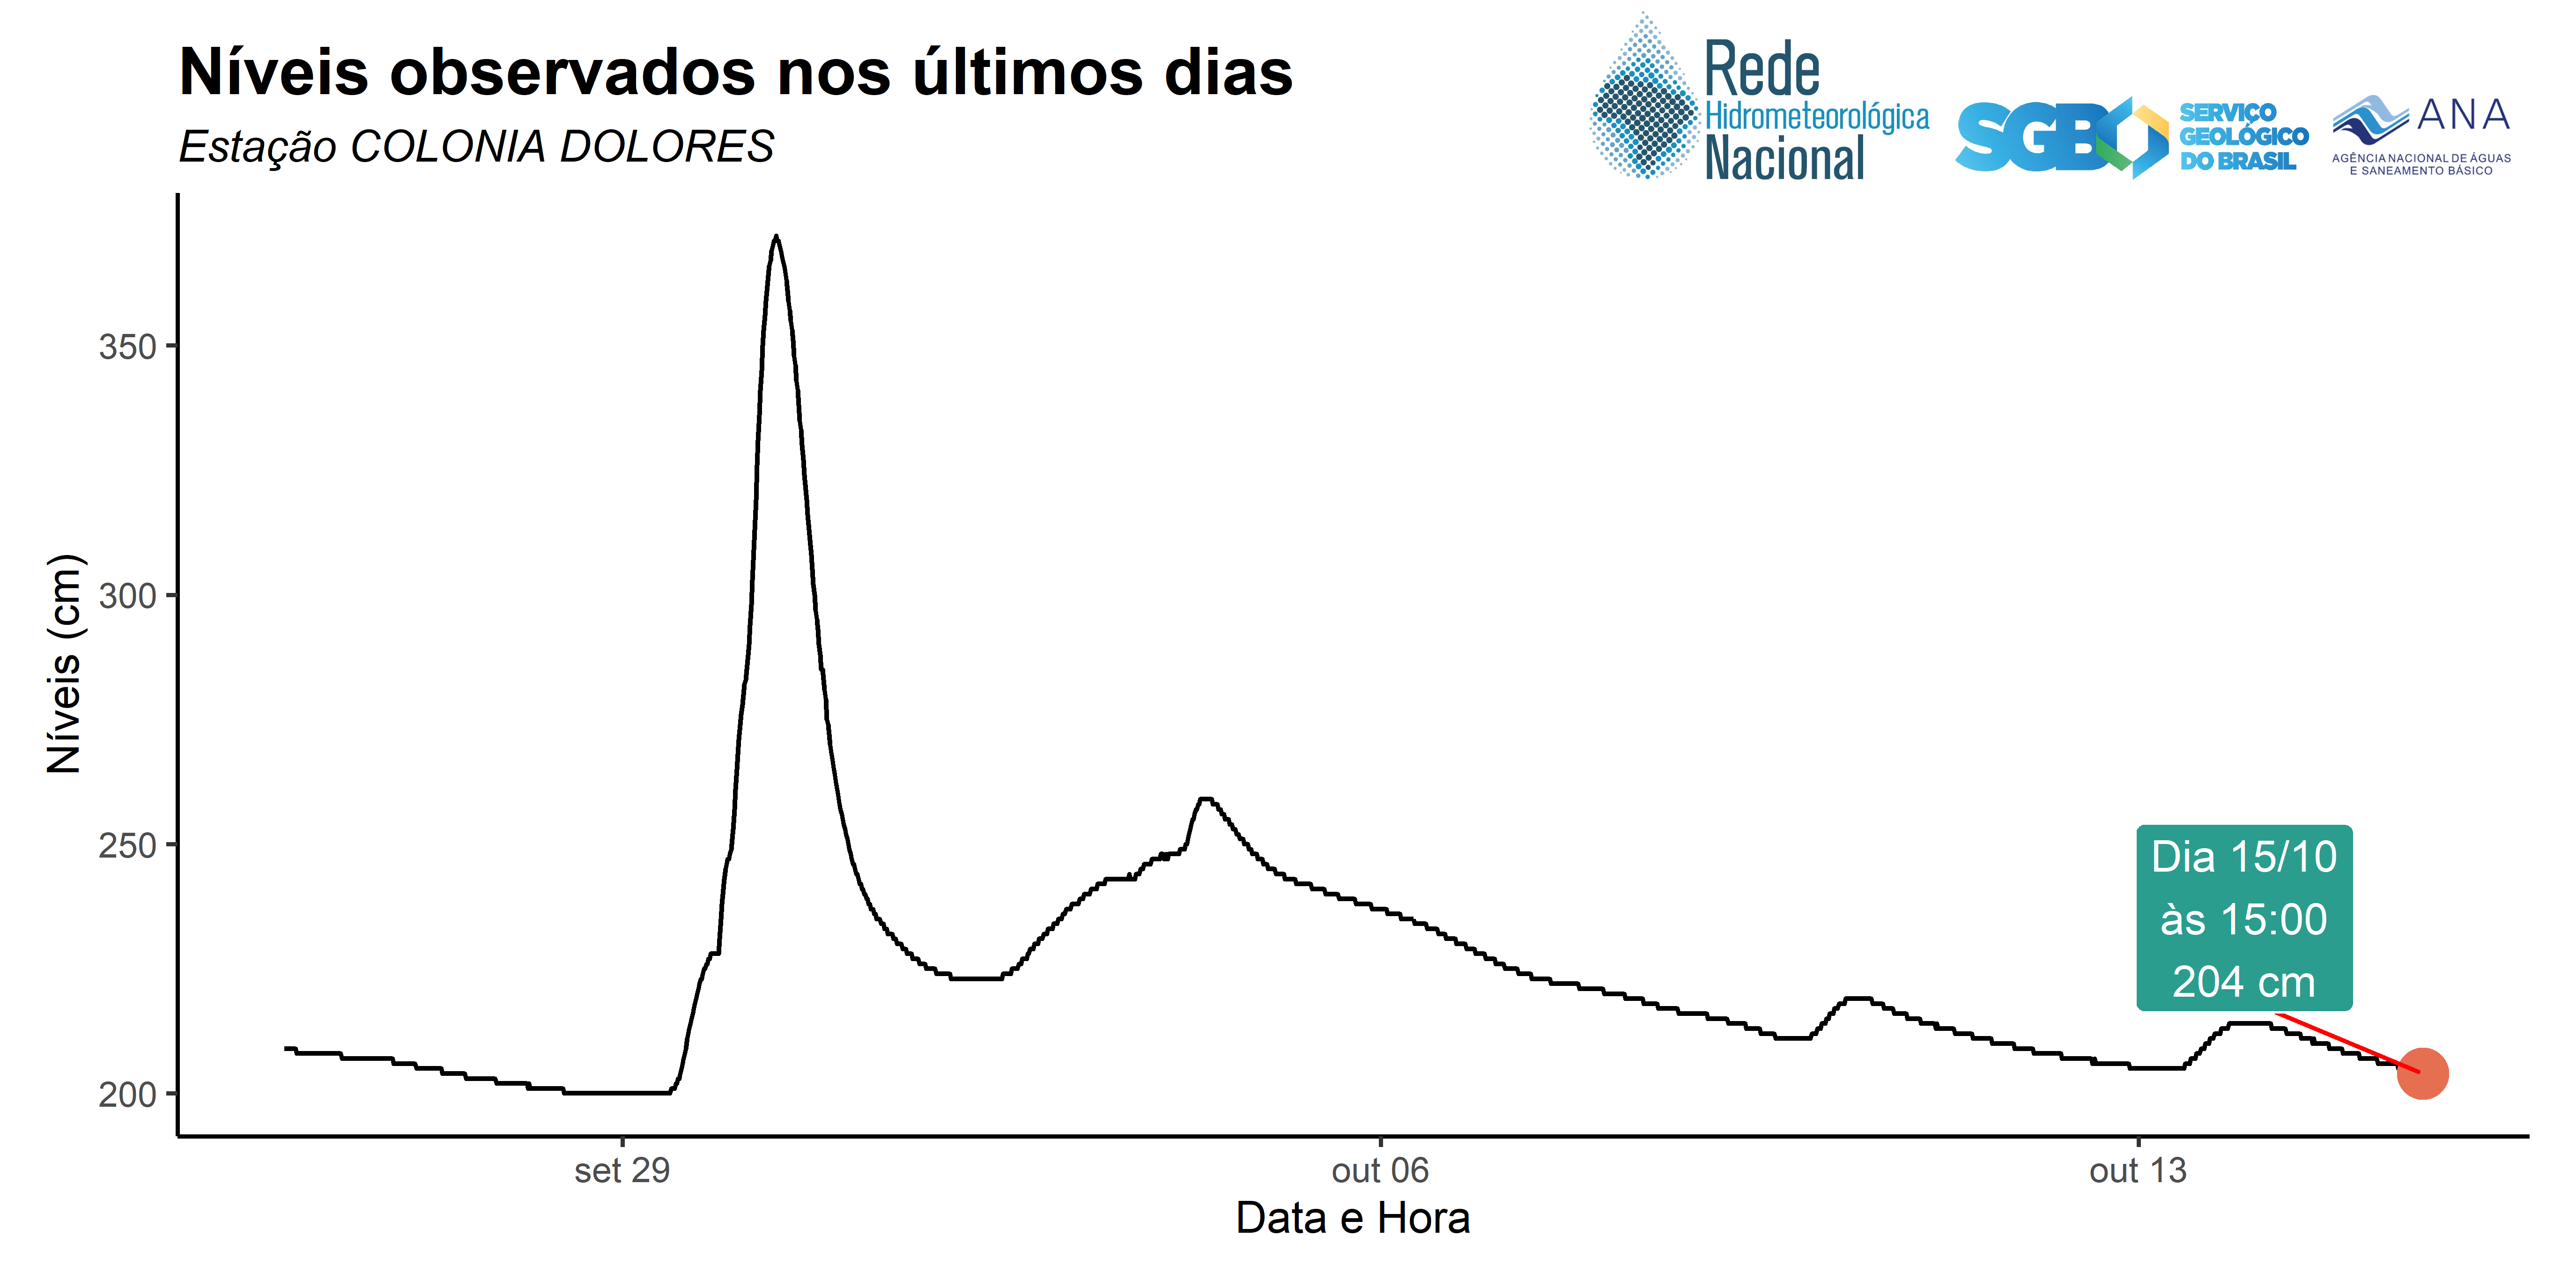 Níveis observados nos últimos dias
Estação COLONIA DOLORES
Rede
Hidrometeorológica
Nacional
SGB
SERVIÇO
GEOLÓGICO
DO BRASIL
ANA
AGÊNCIA NACIONAL DE ÁGUAS
E SANEAMENTO BÁSICO
Níveis (cm)
350
300
250
200
Dia 15/10
às 15:00
204 cm
set 29
out 06
out 13
Data e Hora